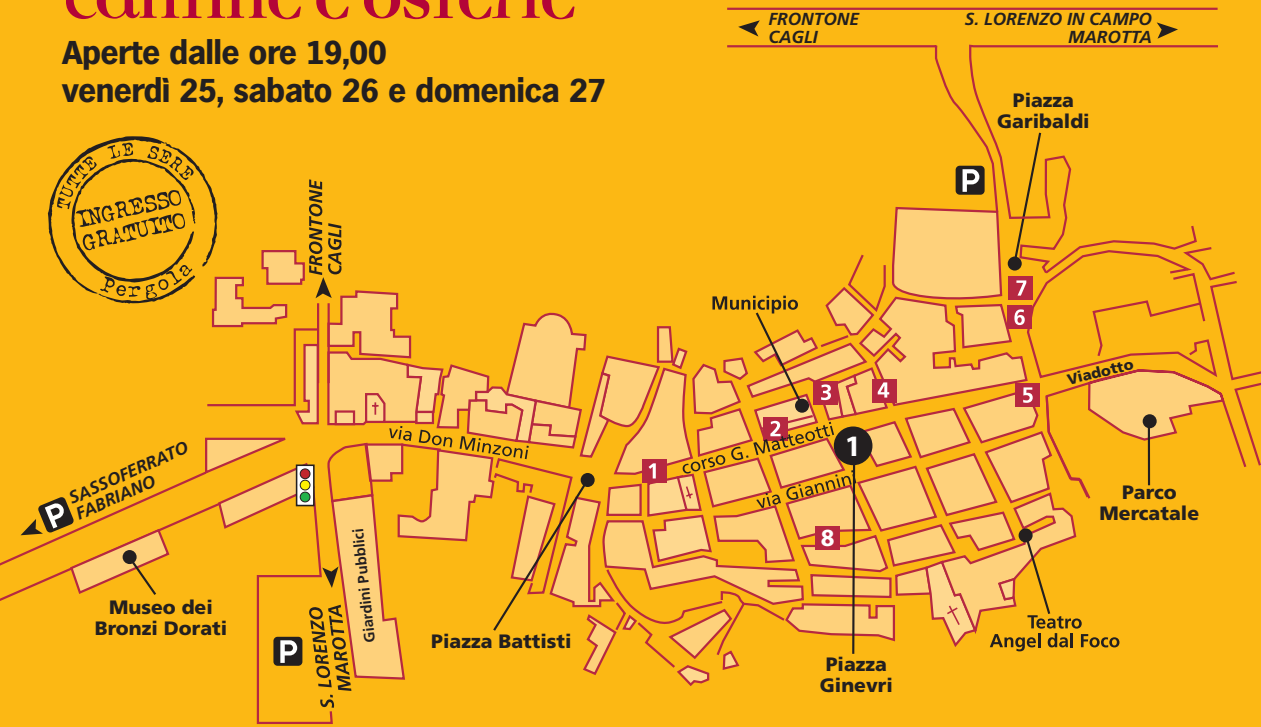 cantine e osterie
Aperte dalle ore 19,00
venerdì 25, sabato 26 e domenica 27
FRONTONE
CAGLI
S. LORENZO IN CAMPO
MAROTTA
TUTTE LE SERE
INGRESSO
GRATUITO
Pergola
FRONTONE
CAGLI
Piazza
Garibaldi
P
7
6
Municipio
3
4
5
Viadotto
2
corso G. Matteotti
1
1
via Don Minzoni
via Giannini
8
SASSOFERRATO
FABRIANO
P
Parco
Mercatale
Giardini Pubblici
Museo dei
Bronzi Dorati
P
S. LORENZO
MAROTTA
Piazza Battisti
Piazza
Ginevri
Teatro
Angel dal Foco